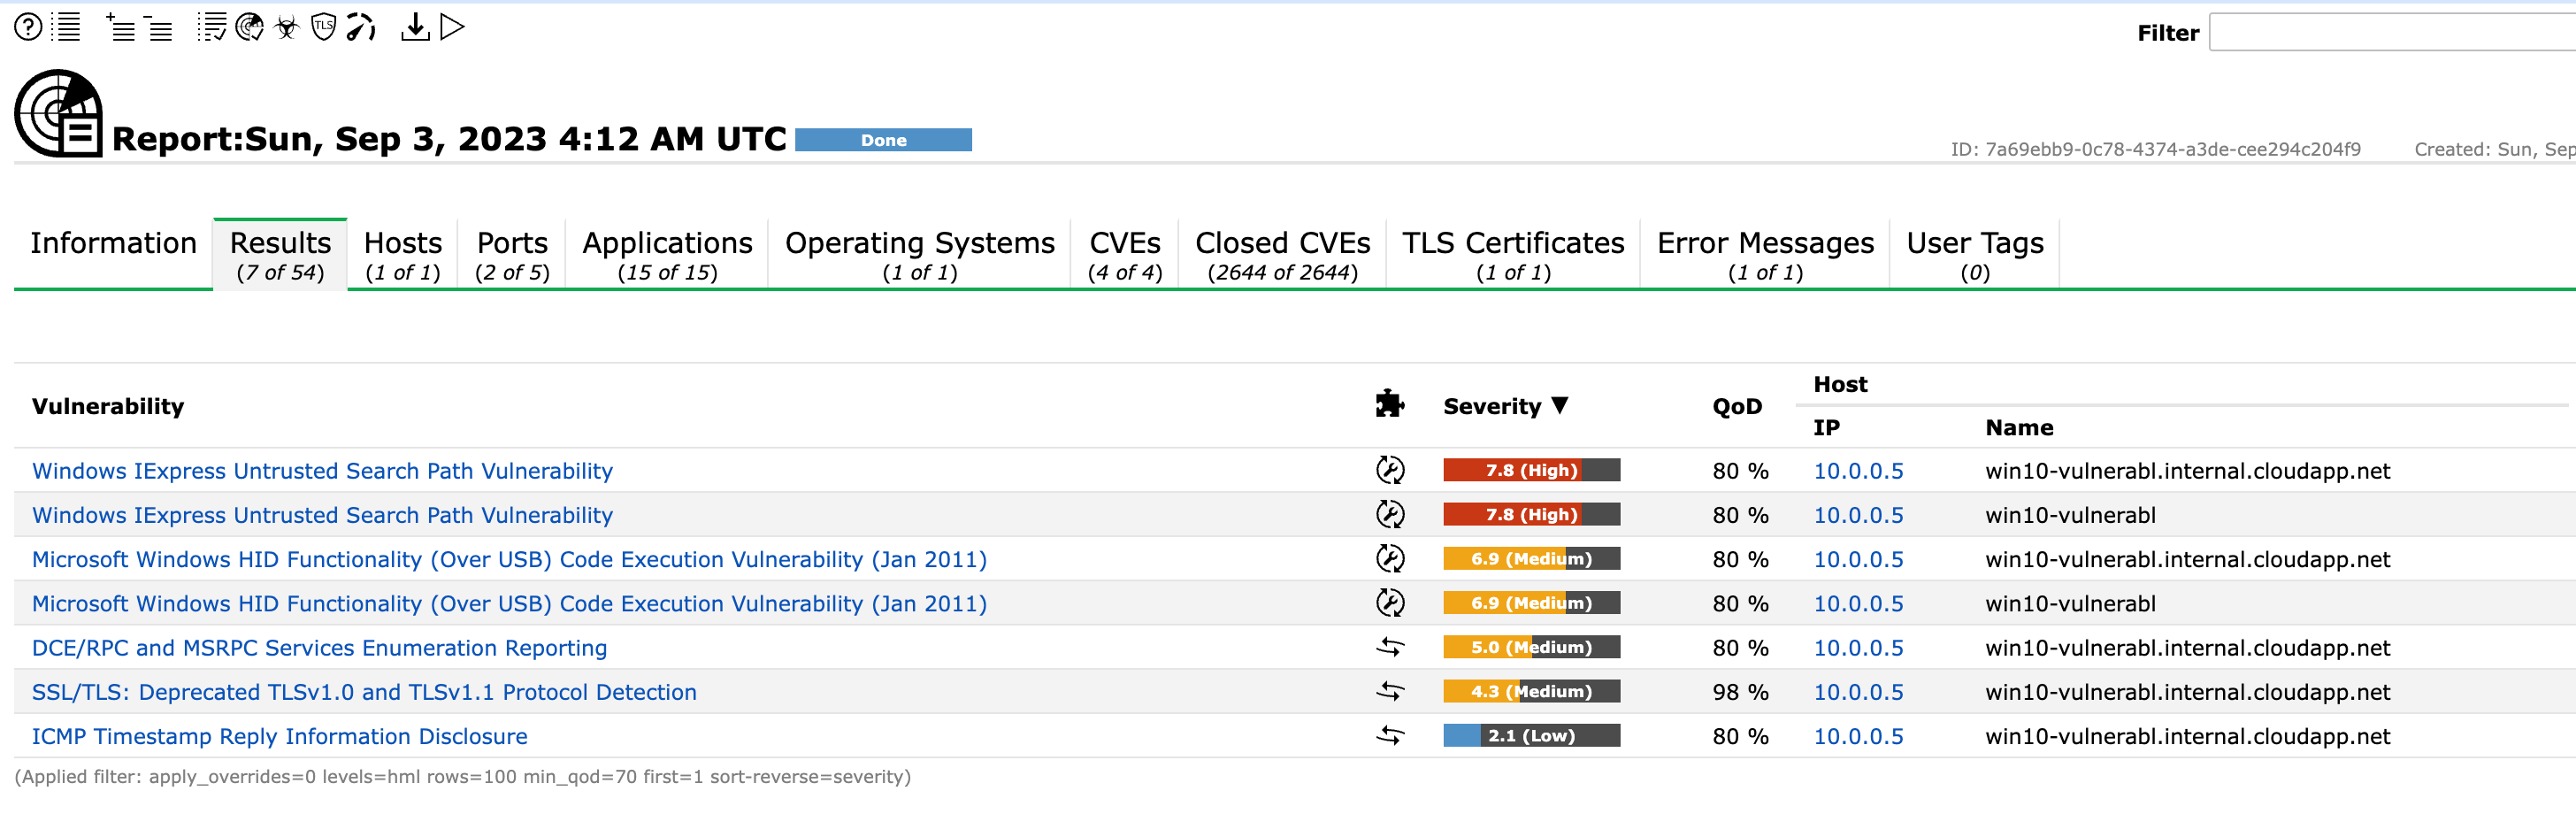 Filter
Report:Sun, Sep 3, 2023 4:12 AM UTC Done
ID: 7a69ebb9-0c78-4374-a3de-cee294c204f9 Created: Sun, Sep
Information Results Hosts Ports Applications Operating Systems CVEs Closed CVEs TLS Certificates Error Messages User Tags
(7 of 54) (1 of 1) (2 of 5) (15 of 15) (1 of 1) (4 of 4) (2644 of 2644) (1 of 1) (1 of 1) (0)
Vulnerability Severity ▼ QoD Host
IP Name
Windows IExpress Untrusted Search Path Vulnerability 7.8 (High) 80 % 10.0.0.5 win10-vulnerabl.internal.cloudapp.net
Windows IExpress Untrusted Search Path Vulnerability 7.8 (High) 80 % 10.0.0.5 win10-vulnerabl
Microsoft Windows HID Functionality (Over USB) Code Execution Vulnerability (Jan 2011) 6.9 (Medium) 80 % 10.0.0.5 win10-vulnerabl.internal.cloudapp.net
Microsoft Windows HID Functionality (Over USB) Code Execution Vulnerability (Jan 2011) 6.9 (Medium) 80 % 10.0.0.5 win10-vulnerabl
DCE/RPC and MSRPC Services Enumeration Reporting 5.0 (Medium) 80 % 10.0.0.5 win10-vulnerabl.internal.cloudapp.net
SSL/TLS: Deprecated TLSv1.0 and TLSv1.1 Protocol Detection 4.3 (Medium) 98 % 10.0.0.5 win10-vulnerabl.internal.cloudapp.net
ICMP Timestamp Reply Information Disclosure 2.1 (Low) 80 % 10.0.0.5 win10-vulnerabl.internal.cloudapp.net
(Applied filter: apply_overrides=0 levels=hml rows=100 min_qod=70 first=1 sort-reverse=severity)